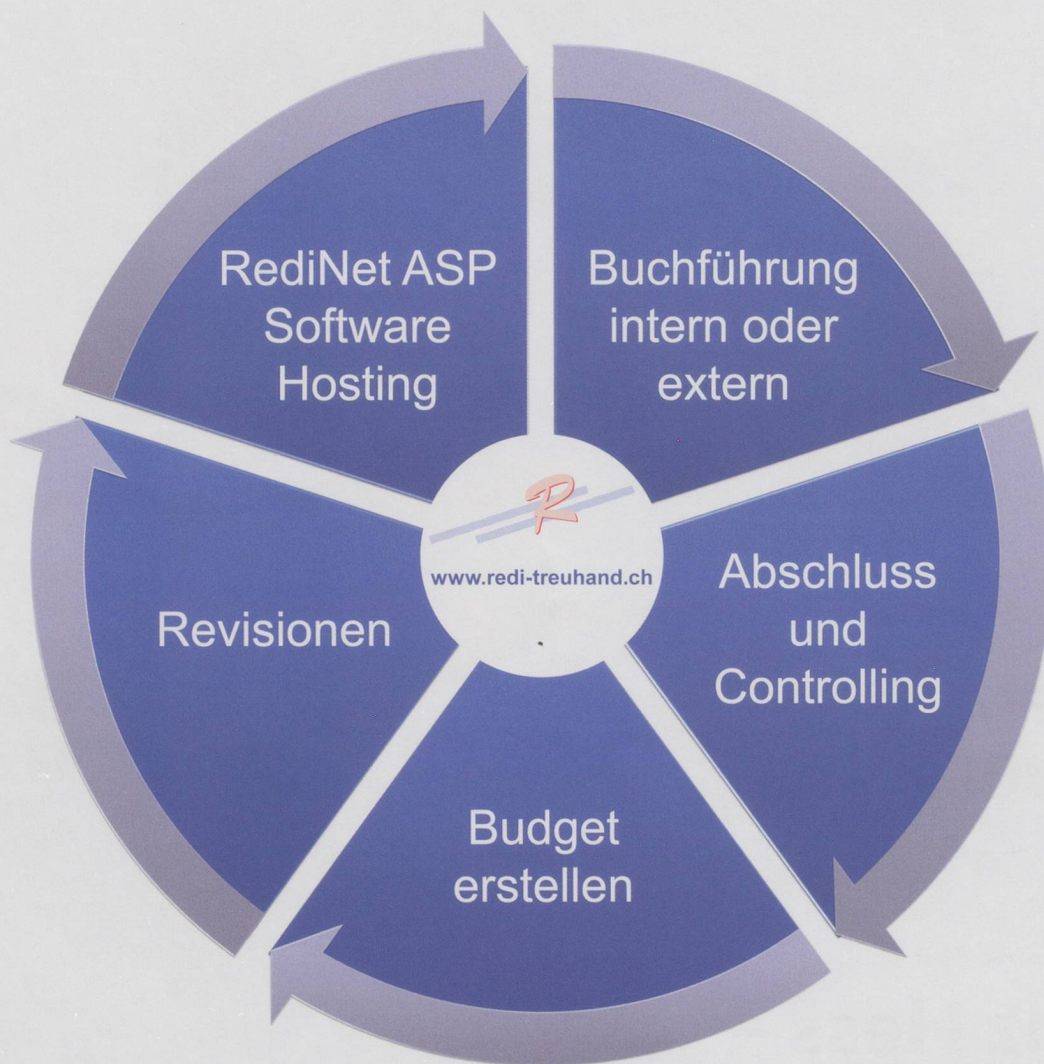 RediNet ASP
Software
Hosting
Buchführung
intern oder
extern
Abschluss
und
Controlling
Budget
erstellen
Revisionen
R
www.redi-treuhand.ch